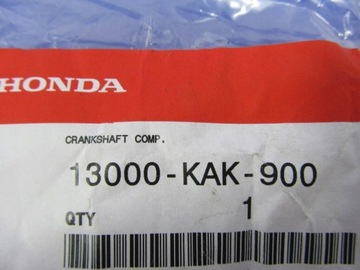 HONDA
CRANKSHAFT COMP.
13000-KAK-900
QTY 1